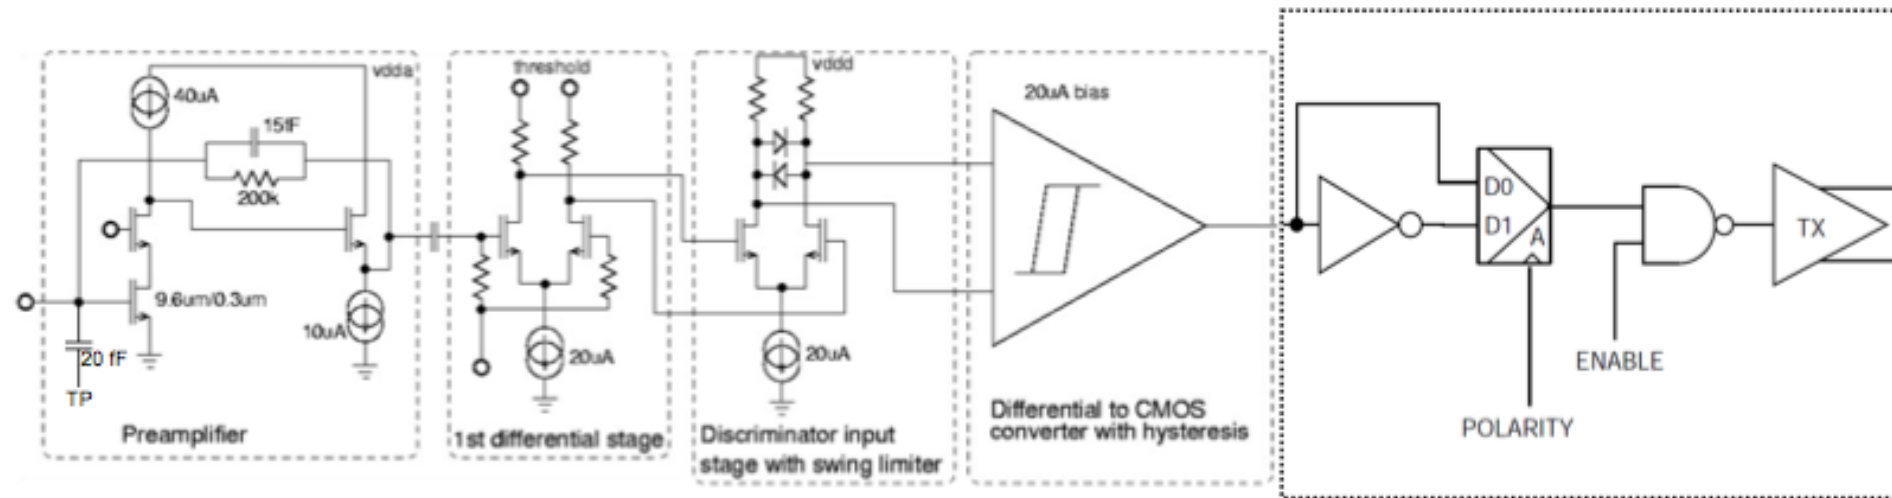 vdda
40uA
15fF
200k
9.6um/0.3um
10uA
20 fF
TP
Preamplifier
threshold
20uA
1st differential stage
vddd
20uA
Discriminator input
stage with swing limiter
20uA bias
Differential to CMOS
converter with hysteresis
D0
D1
A
TX
ENABLE
POLARITY